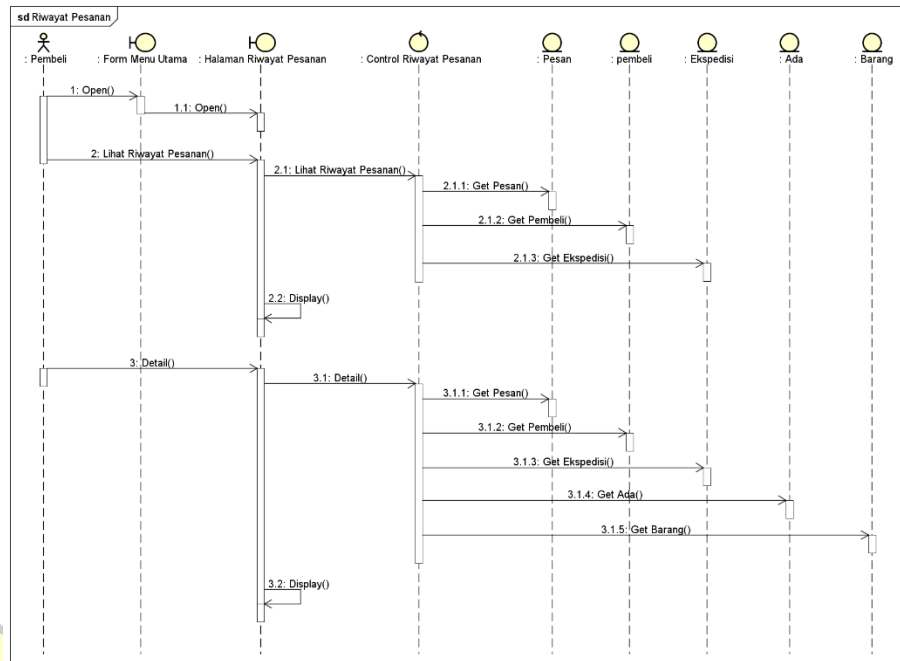 sd Riwayat Pesanan
: Pembeli
: Form Menu Utama
: Halaman Riwayat Pesanan
: Control Riwayat Pesanan
: Pesan
: pembeli
: Ekspedisi
: Ada
: Barang
1: Open()
1.1: Open()
2: Lihat Riwayat Pesanan()
2.1: Lihat Riwayat Pesanan()
2.1.1: Get Pesan()
2.1.2: Get Pembeli()
2.1.3: Get Ekspedisi()
2.2: Display()
3: Detail()
3.1: Detail()
3.1.1: Get Pesan()
3.1.2: Get Pembeli()
3.1.3: Get Ekspedisi()
3.1.4: Get Ada()
3.1.5: Get Barang()
3.2: Display()